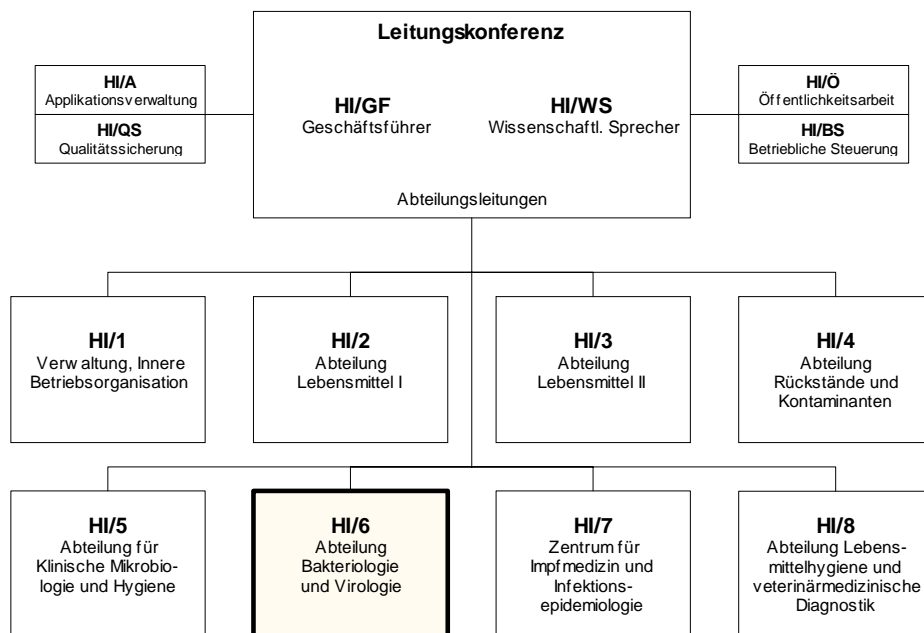 Leitungskonferenz
HI/A
Applikationsverwaltung
HI/QS
Qualitätssicherung
HI/GF
Geschäftsführer
HI/WS
Wissenschaftl. Sprecher
HI/Ö
Öffentlichkeitsarbeit
HI/BS
Betriebliche Steuerung
Abteilungsleitungen
HI/1
Verwaltung, Innere
Betriebsorganisation
HI/2
Abteilung
Lebensmittel I
HI/3
Abteilung
Lebensmittel II
HI/4
Abteilung
Rückstände und
Kontaminanten
HI/5
Abteilung für
Klinische Mikrobio-
logie und Hygiene
HI/6
Abteilung
Bakteriologie
und Virologie
HI/7
Zentrum für
Impfmedizin und
Infektions-
epidemiologie
HI/8
Abteilung Lebens-
mittelhygiene und
veterinärmedizinische
Diagnostik